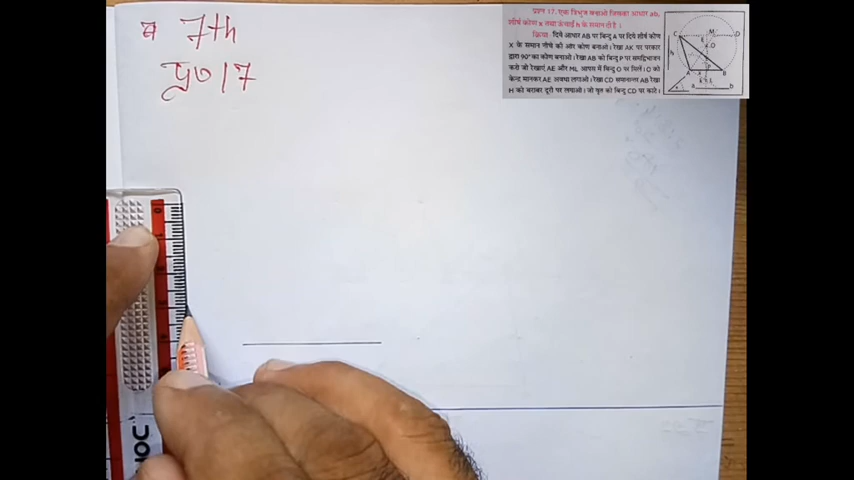 व 7th
प्र० 17
प्रश्न 17. एक त्रिभुज बनाओ जिसका आधार ab,
शीर्ष कोण x तथा ऊंचाई h के समान दी है।
क्रिया- दिये आधार AB पर बिन्दु A पर दिये शीर्ष कोण
X के समान नीचे की ओर कोण बनाओ। रेखा AK पर परकार
द्वारा 90° का कोण बनाओ। रेखा AB को बिन्दु P पर समद्विभाजन
करो जो रेखाएं AE और ML आपस में बिन्दु O पर मिलें। O को
केन्द्र मानकर AE अवधा लगाओ। रेखा CD समानान्तर AB रेखा
H को बराबर दूरी पर लगाओ। जो वृत्त को बिन्दु CD पर काटे।
C M D
E O
h
P
A X B
K L
x a b
0